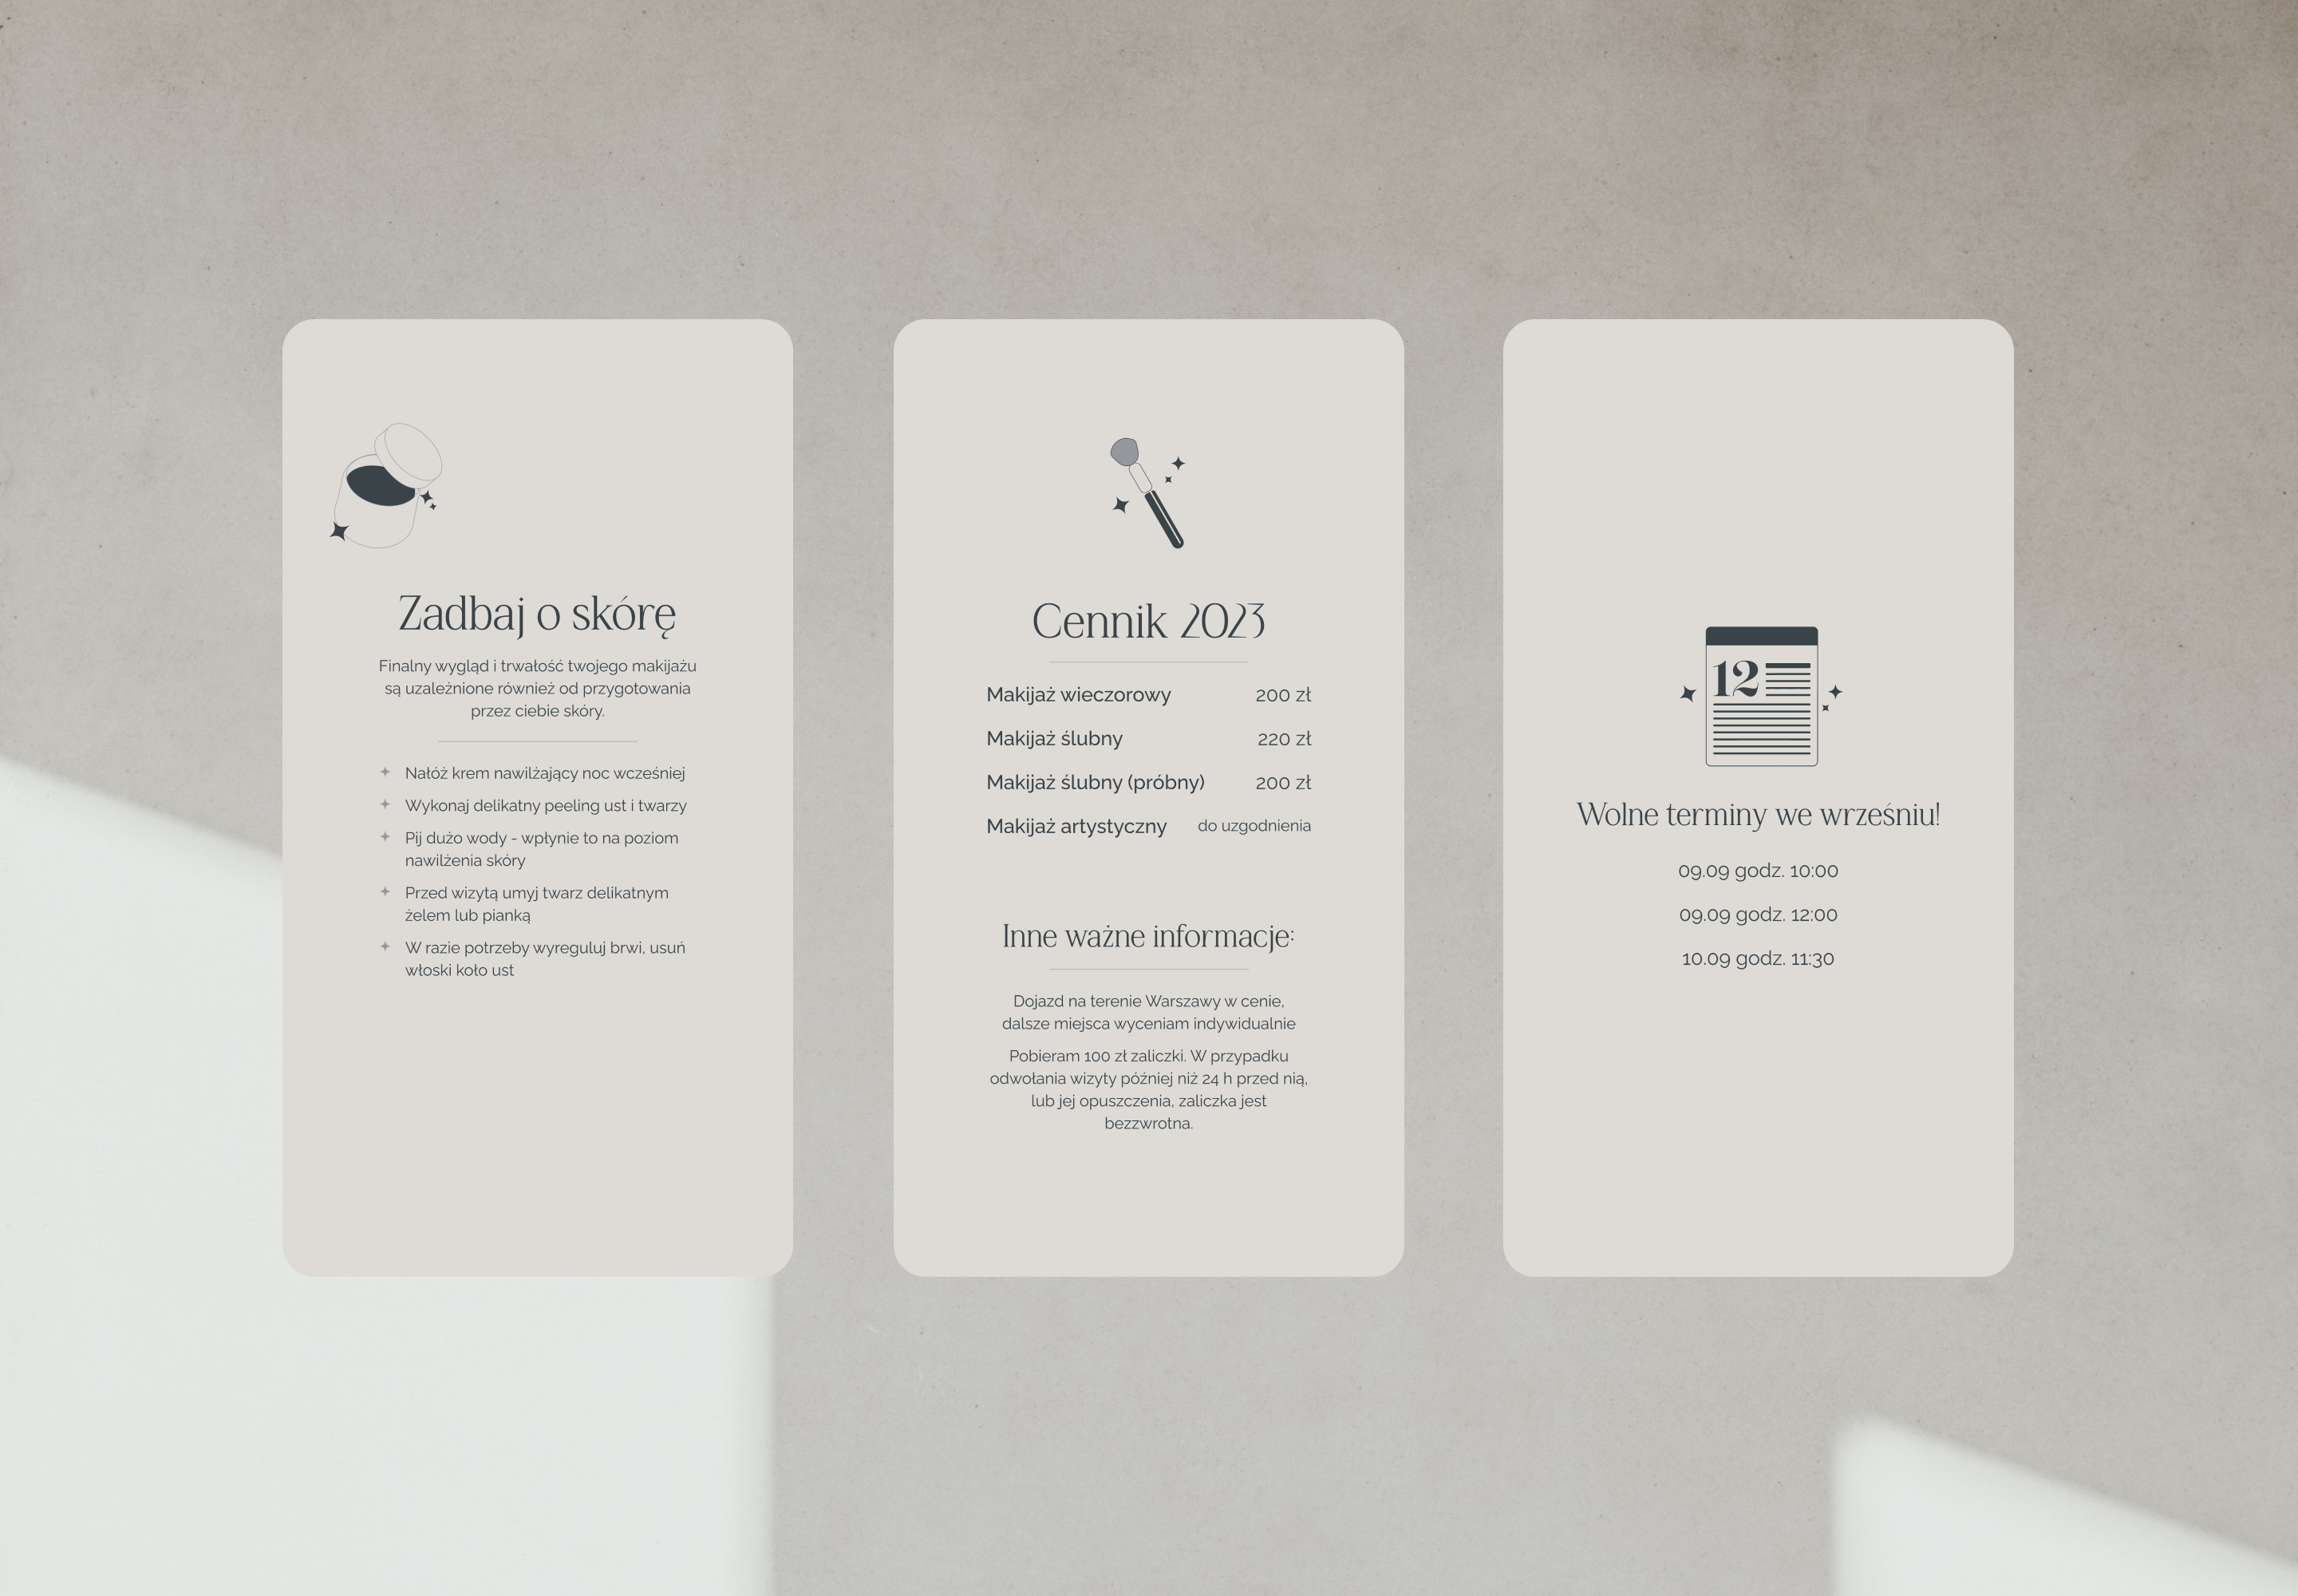 Zadbaj o skórę
Finalny wygląd i trwałość twojego makijażu
są uzależnione również od przygotowania
przez ciebie skóry.
Nałóż krem nawilżający noc wcześniej
Wykonaj delikatny peeling ust i twarzy
Pij dużo wody - wpłynie to na poziom
nawilżenia skóry
Przed wizytą umyj twarz delikatnym
żelem lub pianką
W razie potrzeby wyreguluj brwi, usuń
włoski koło ust
Cennik 2023
Makijaż wieczorowy 200 zł
Makijaż ślubny 220 zł
Makijaż ślubny (próbny) 200 zł
Makijaż artystyczny do uzgodnienia
Inne ważne informacje:
Dojazd na terenie Warszawy w cenie,
dalsze miejsca wyceniam indywidualnie
Pobieram 100 zł zaliczki. W przypadku
odwołania wizyty później niż 24 h przed nią,
lub jej opuszczenia, zaliczka jest
bezzwrotna.
12
Wolne terminy we wrześniu!
09.09 godz. 10:00
09.09 godz. 12:00
10.09 godz. 11:30